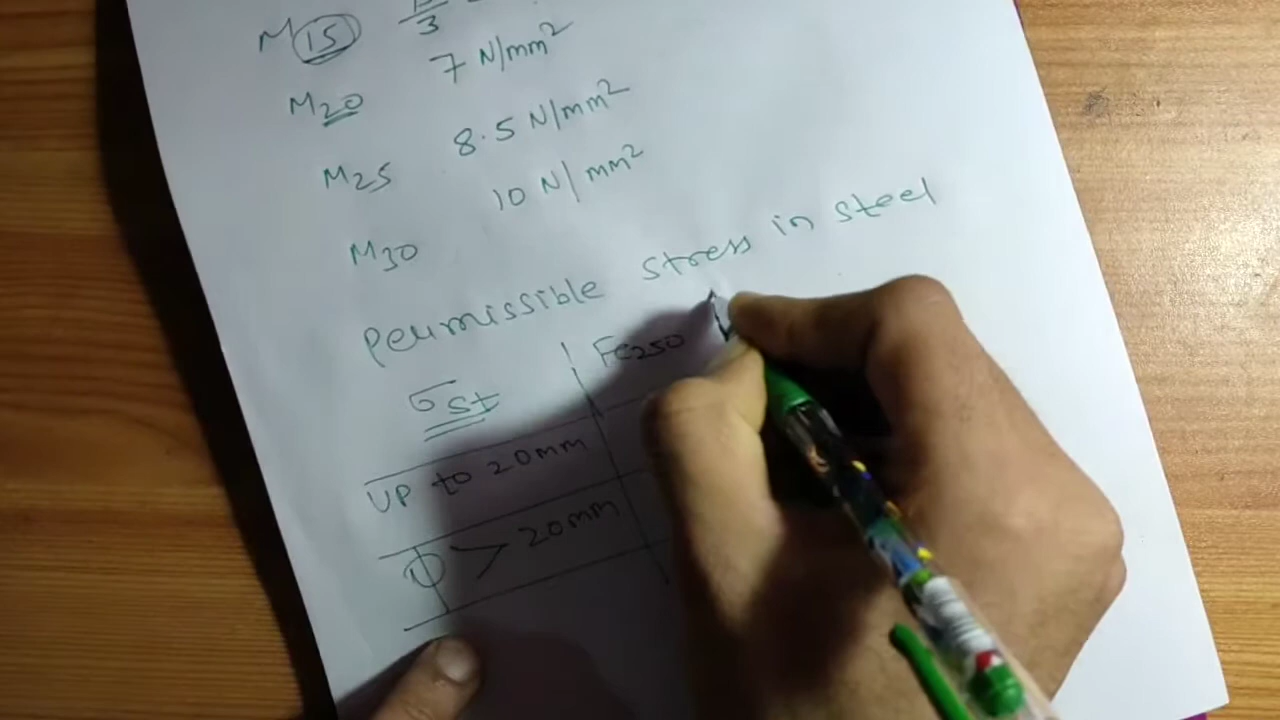 M15 /3
M20 7 N/mm²
M25 8.5 N/mm²
M30 10 N/mm²
Permissible stress in steel
σst Fe250
UP to 20mm
Φ > 20mm